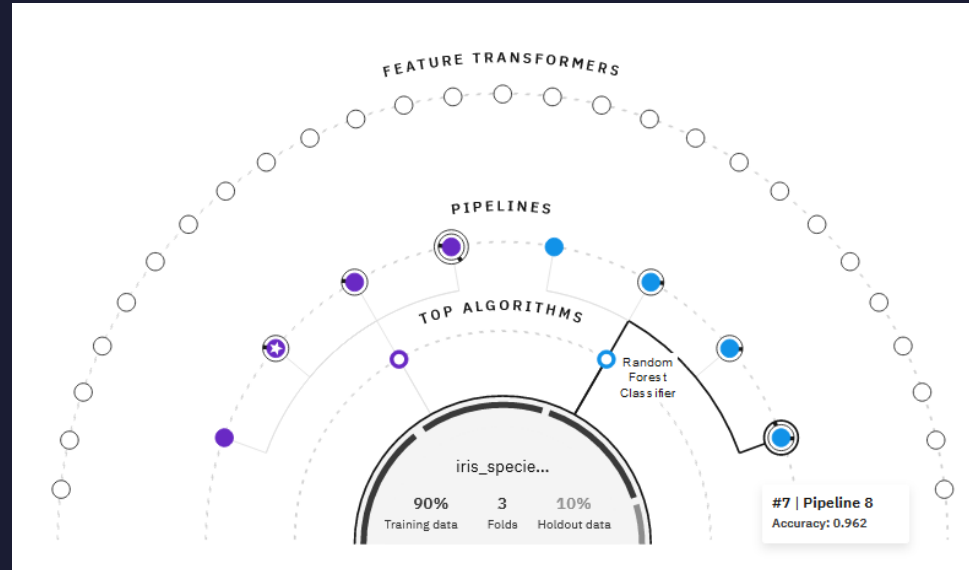 FEATURE TRANSFORMERS
PIPELINES
TOP ALGORITHMS
Random
Forest
Classifier
iris_specie...
90% 3 10%
Training data Folds Holdout data
#7 | Pipeline 8
Accuracy: 0.962